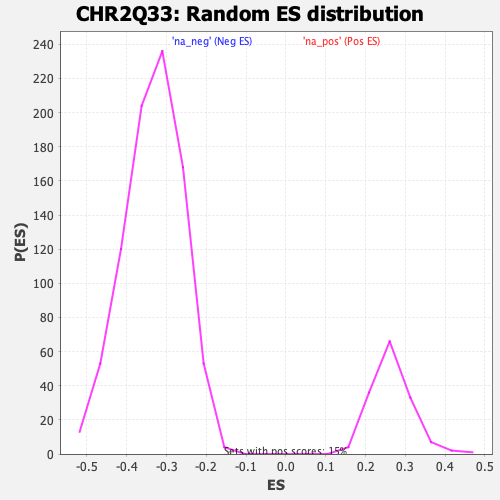 CHR2Q33: Random ES distribution
'na_neg' (Neg ES) 'na_pos' (Pos ES)
240
220
200
180
160
140
120
100
80
60
40
20
0
P(ES)
Sets with pos scores: 15%
-0.5 -0.4 -0.3 -0.2 -0.1 0.0 0.1 0.2 0.3 0.4 0.5
ES